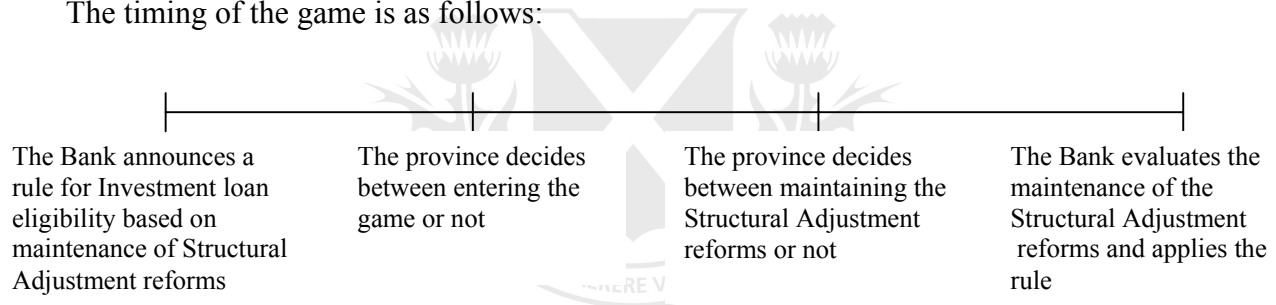 The timing of the game is as follows:
The Bank announces a
rule for Investment loan
eligibility based on
maintenance of Structural
Adjustment reforms
The province decides
between entering the
game or not
The province decides
between maintaining the
Structural Adjustment
reforms or not
The Bank evaluates the
maintenance of the
Structural Adjustment
reforms and applies the
rule